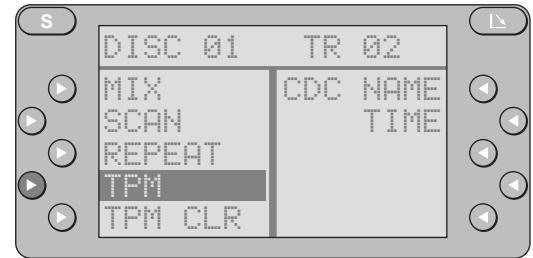 S
DISC 01 TR 02
MIX CDC NAME
SCAN TIME
REPEAT
TPM
TPM CLR